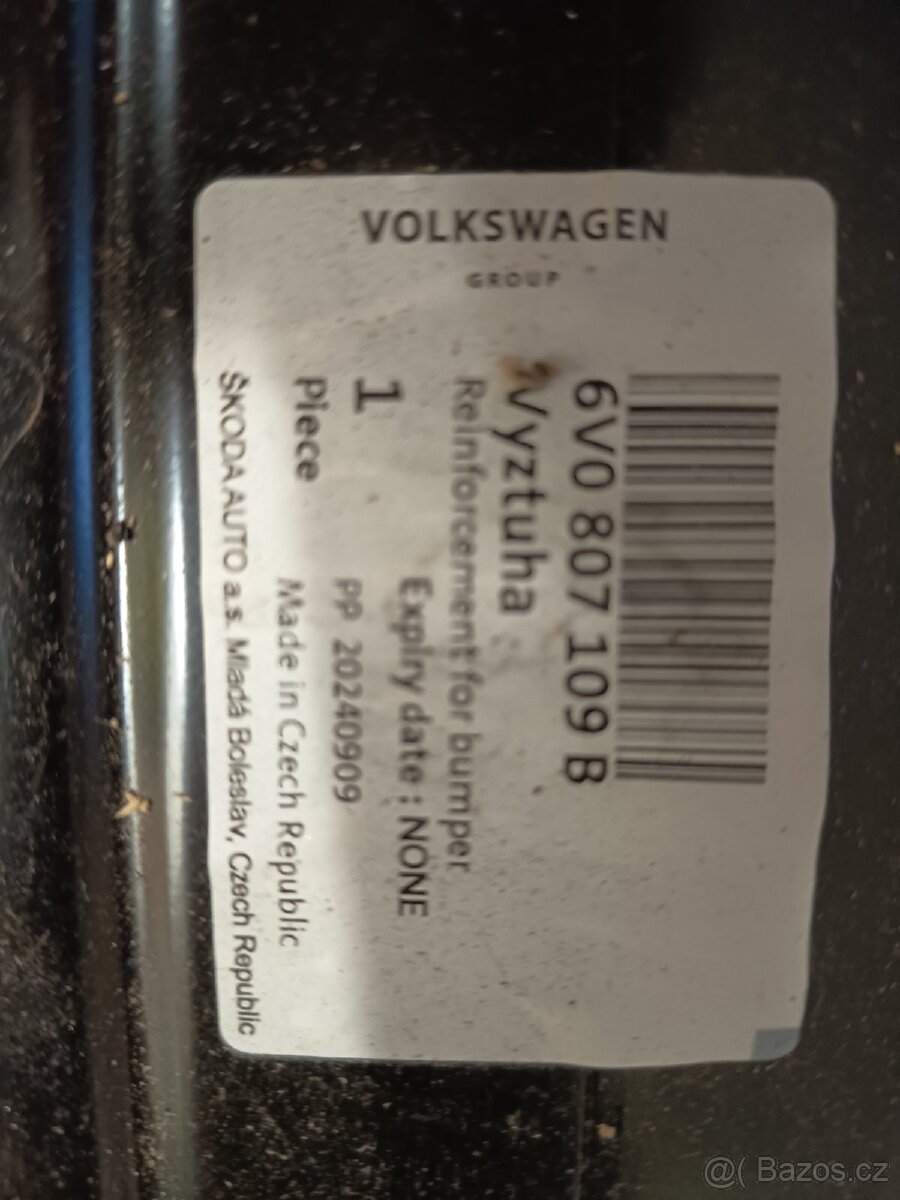 VOLKSWAGEN
GROUP
6V0 807 109 B
Vyztuha
Reinforcement for bumper
Expiry date : NONE
1
PP 20240909
Piece
Made in Czech Republic
ŠKODA AUTO a.s. Mladá Boleslav, Czech Republic
@( Bazos.cz